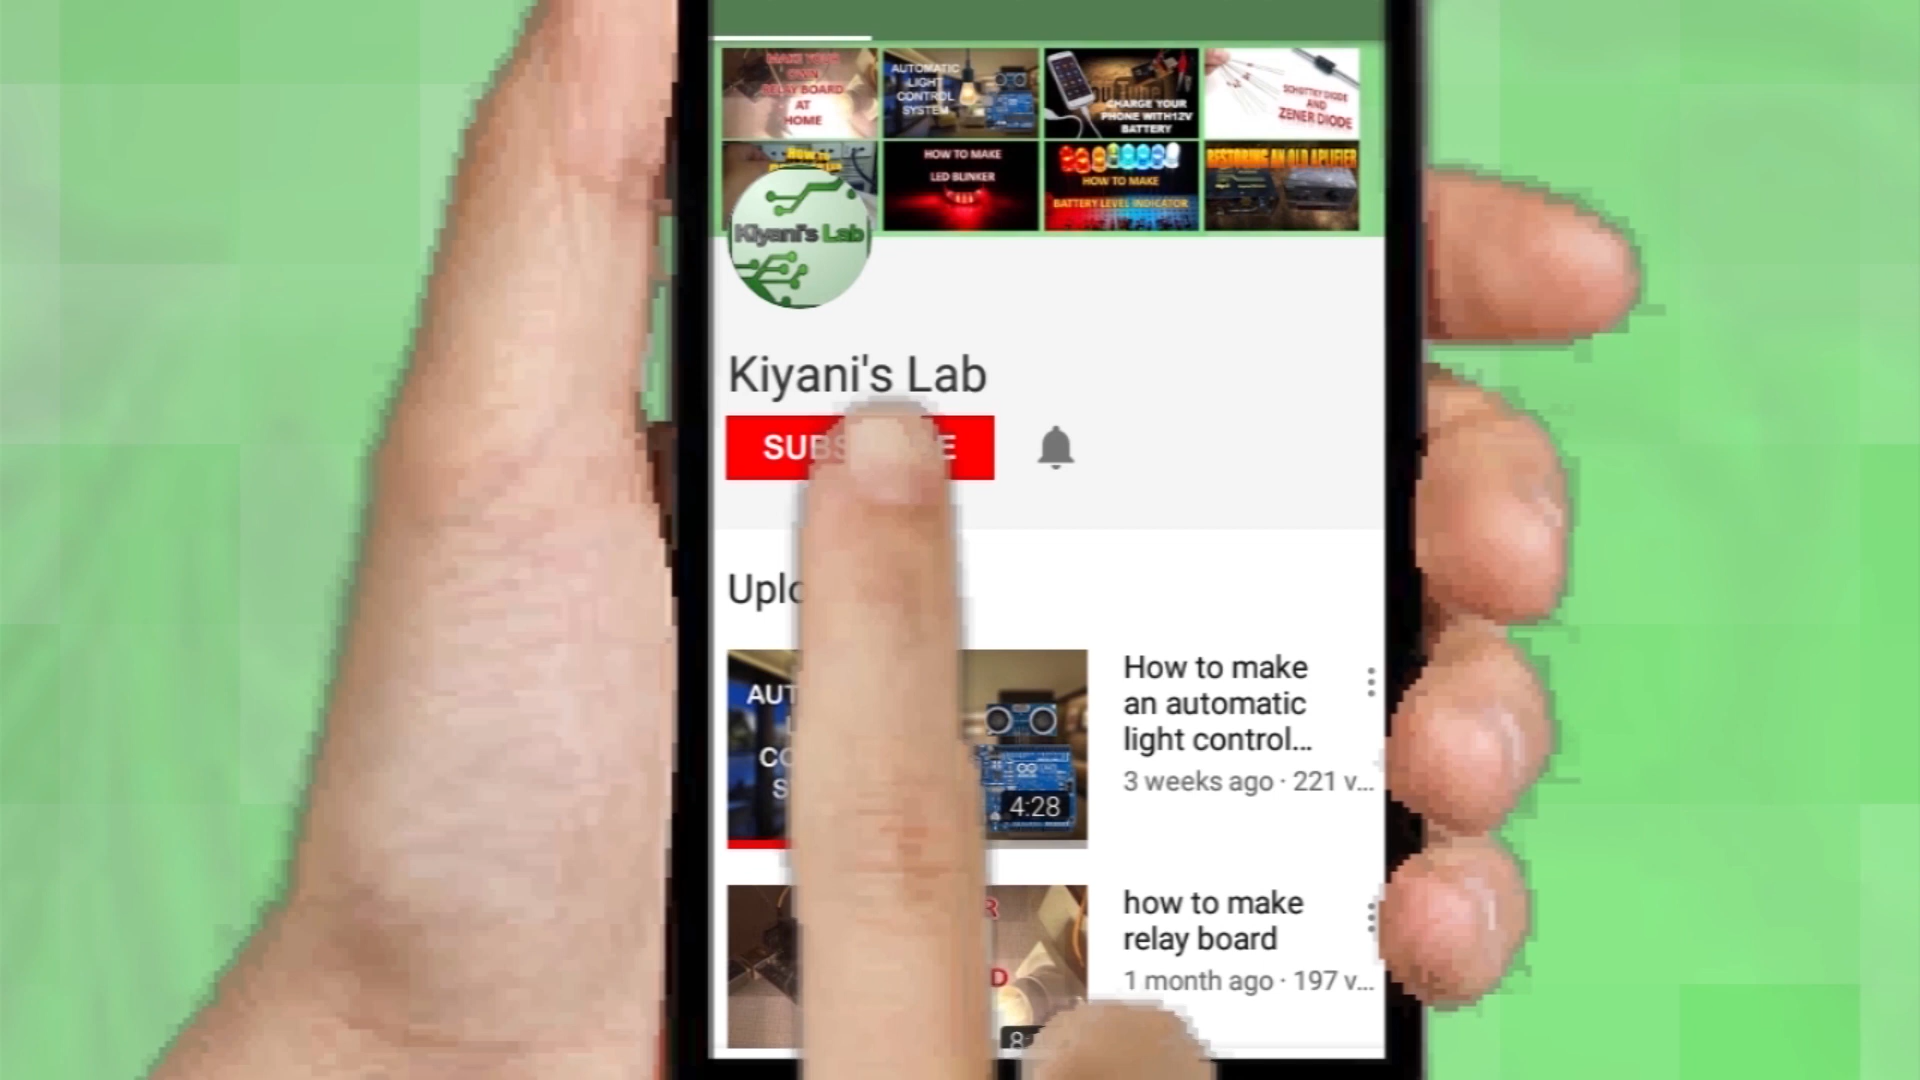 MAKE YOUR
OWN
RELAY BOARD
AT
HOME
AUTOMATIC
LIGHT
CONTROL
SYSTEM
CHARGE YOUR
PHONE WITH12V
BATTERY
SCHOTTKY DIODE
AND
ZENER DIODE
HOW TO
HOW TO MAKE
LED BLINKER
HOW TO MAKE
BATTERY LEVEL INDICATOR
RESTORING AN OLD APLIFIER
Kiyani's Lab
Kiyani's Lab
How to make
an automatic
light control...
3 weeks ago · 221 v...
4:28
how to make
relay board
1 month ago · 197 v...